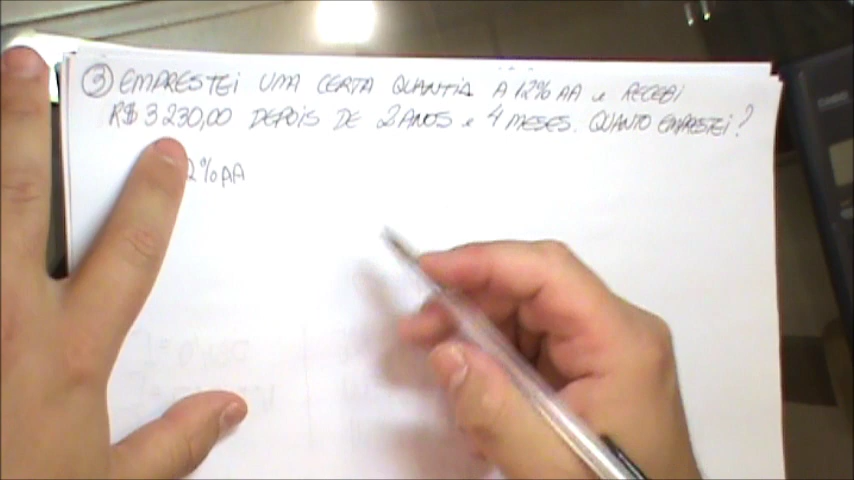 3 EMPRESTEI UMA CERTA QUANTIA A 12% AA e RECEBI
R$ 3 230,00 DEPOIS DE 2 ANOS e 4 MESES. QUANTO EMPRESTEI?
2% AA